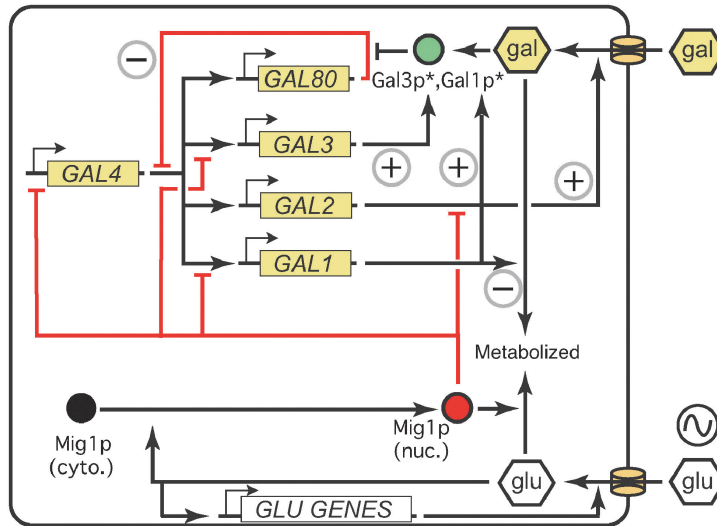 gal
gal
GAL80
Gal3p*,Gal1p*
GAL3
GAL4
GAL2
GAL1
Metabolized
Mig1p
(cyto.)
Mig1p
(nuc.)
glu
glu
GLU GENES